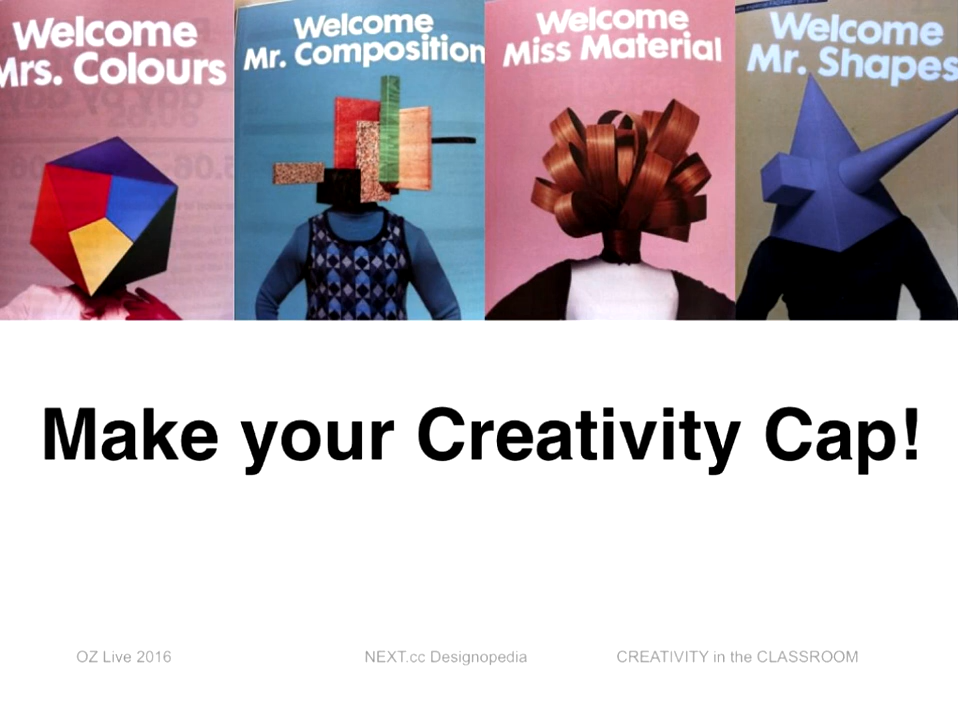 Welcome
Mrs. Colours
Welcome
Mr. Composition
Welcome
Miss Material
Welcome
Mr. Shapes
Make your Creativity Cap!
OZ Live 2016
NEXT.cc Designopedia
CREATIVITY in the CLASSROOM